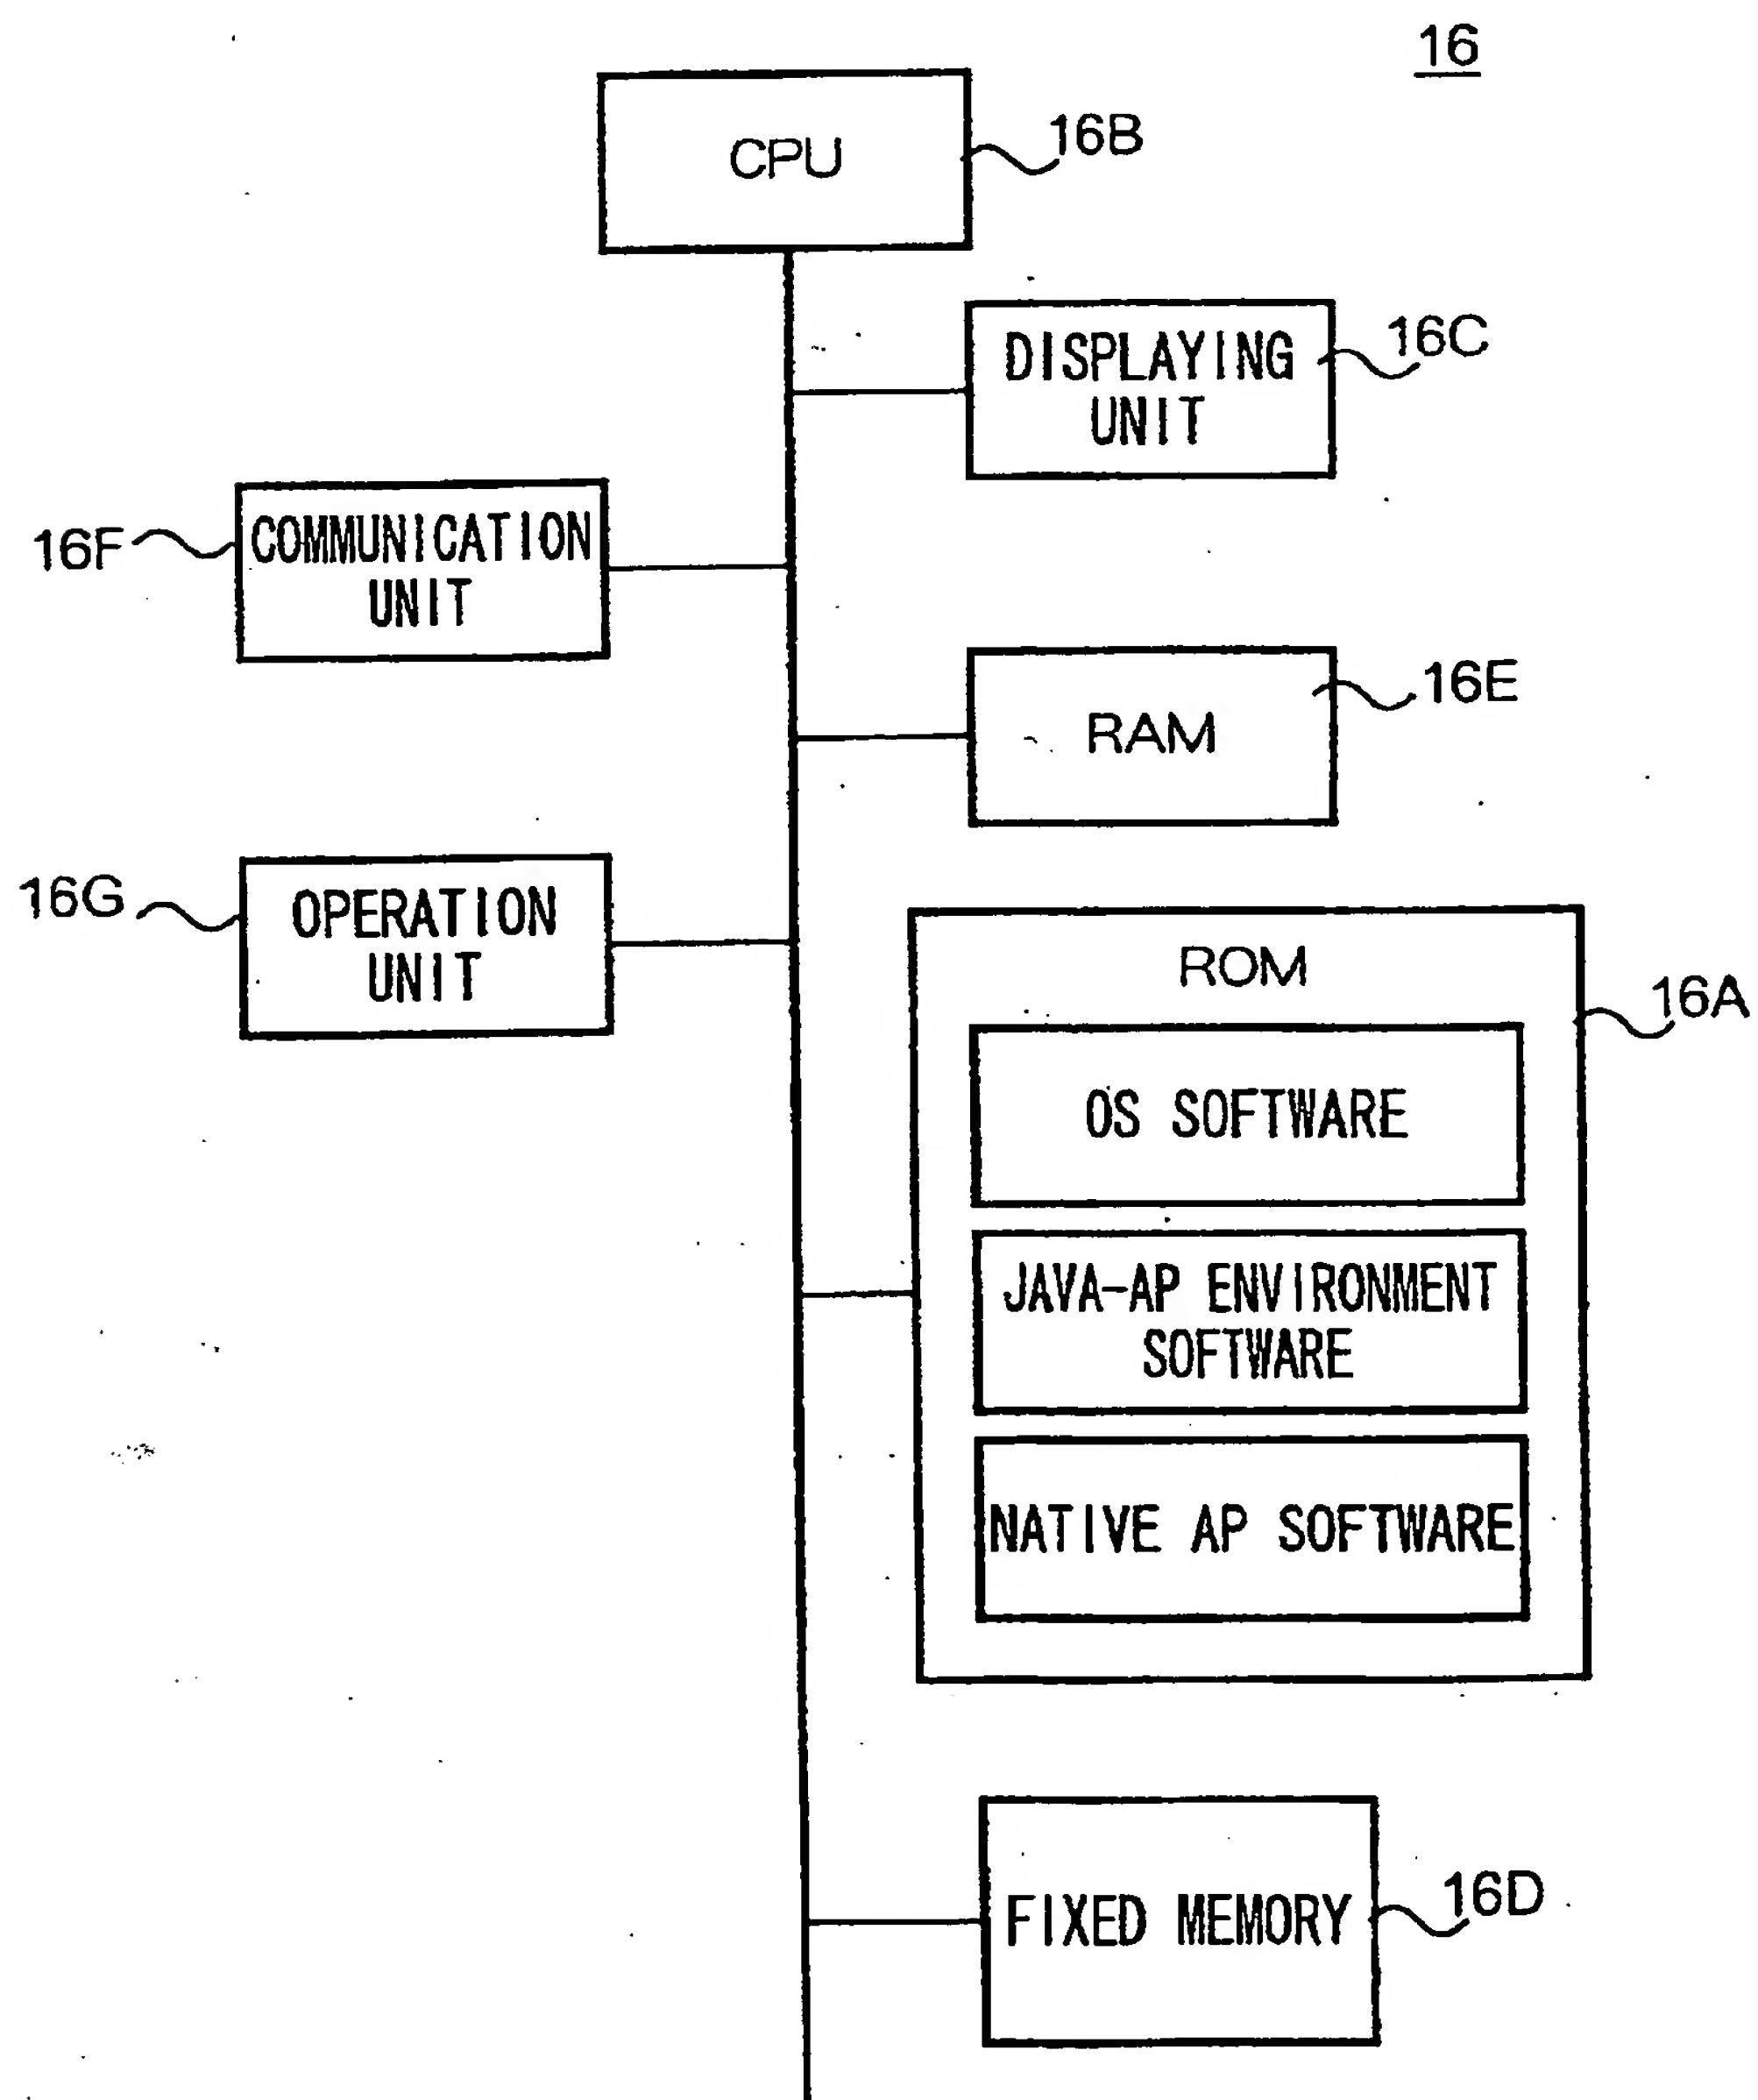 16
CPU
16B
DISPLAYING
UNIT
16C
16F
COMMUNICATION
UNIT
RAM
16E
16G
OPERATION
UNIT
ROM
16A
OS SOFTWARE
JAVA-AP ENVIRONMENT
SOFTWARE
NATIVE AP SOFTWARE
FIXED MEMORY
16D